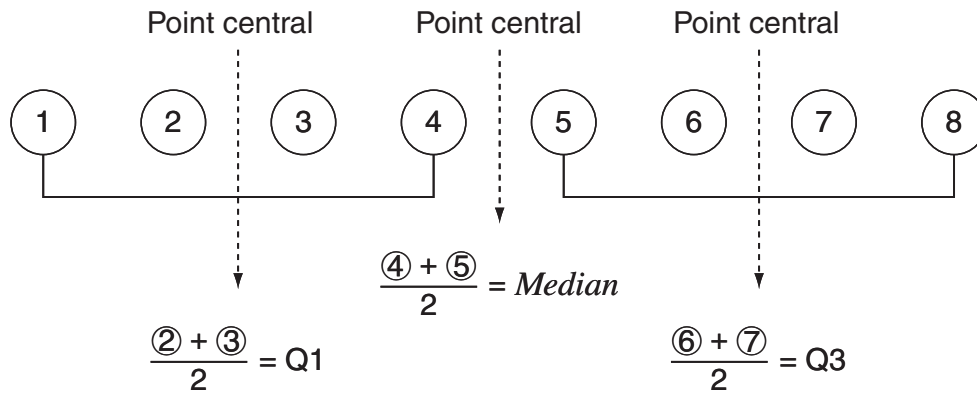 Point central Point central Point central
1 2 3 4 5 6 7 8
(④ + ⑤) / 2 = Median
(② + ③) / 2 = Q1 (⑥ + ⑦) / 2 = Q3